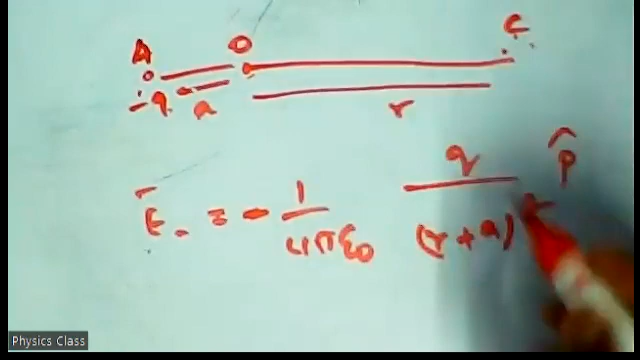 A O C
-q a r
E₋ = - 1/4πε₀ q/(r+a)² p̂
Physics Class